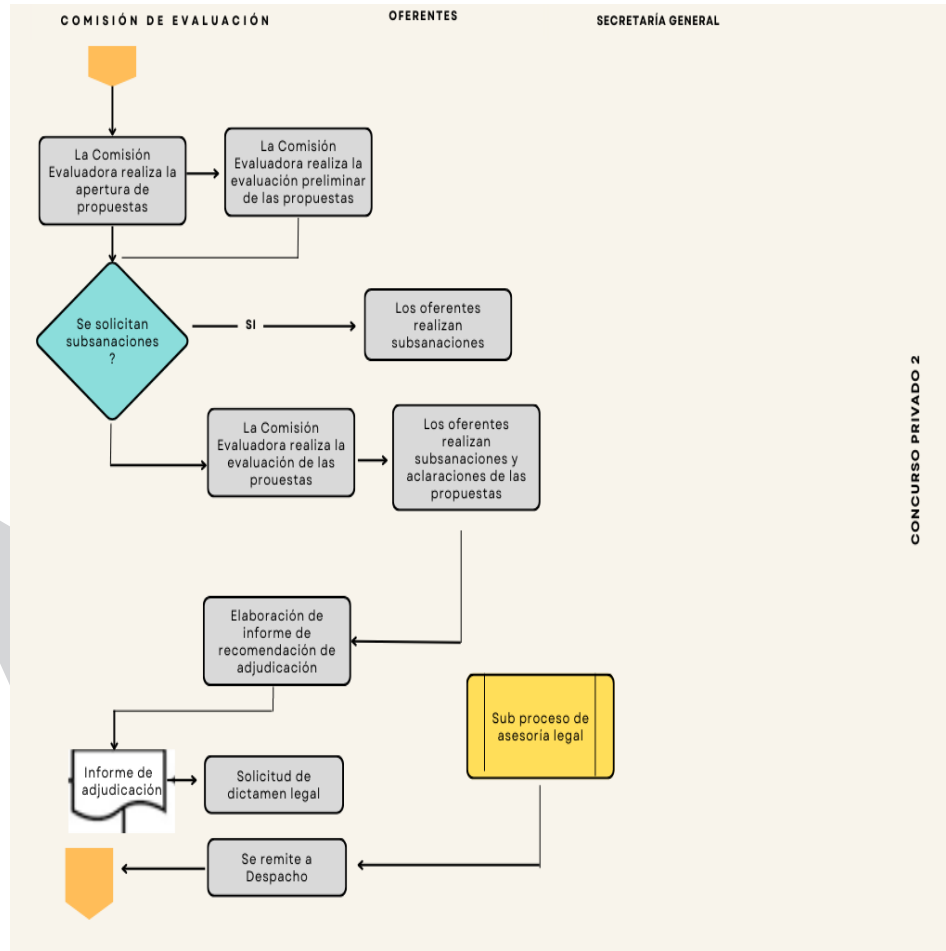 COMISIÓN DE EVALUACIÓN
OFERENTES
SECRETARÍA GENERAL
La Comisión
Evaluadora realiza la
apertura de
propuestas
La Comisión
Evaluadora realiza la
evaluación preliminar
de las propuestas
Se solicitan
subsanaciones
?
SI
Los oferentes
realizan
subsanaciones
La Comisión
Evaluadora realiza la
evaluación de las
prouestas
Los oferentes
realizan
subsanaciones y
aclaraciones de las
propuestas
Elaboración de
informe de
recomendación de
adjudicación
Sub proceso de
asesoría legal
Informe de
adjudicación
Solicitud de
dictamen legal
Se remite a
Despacho
CONCURSO PRIVADO 2